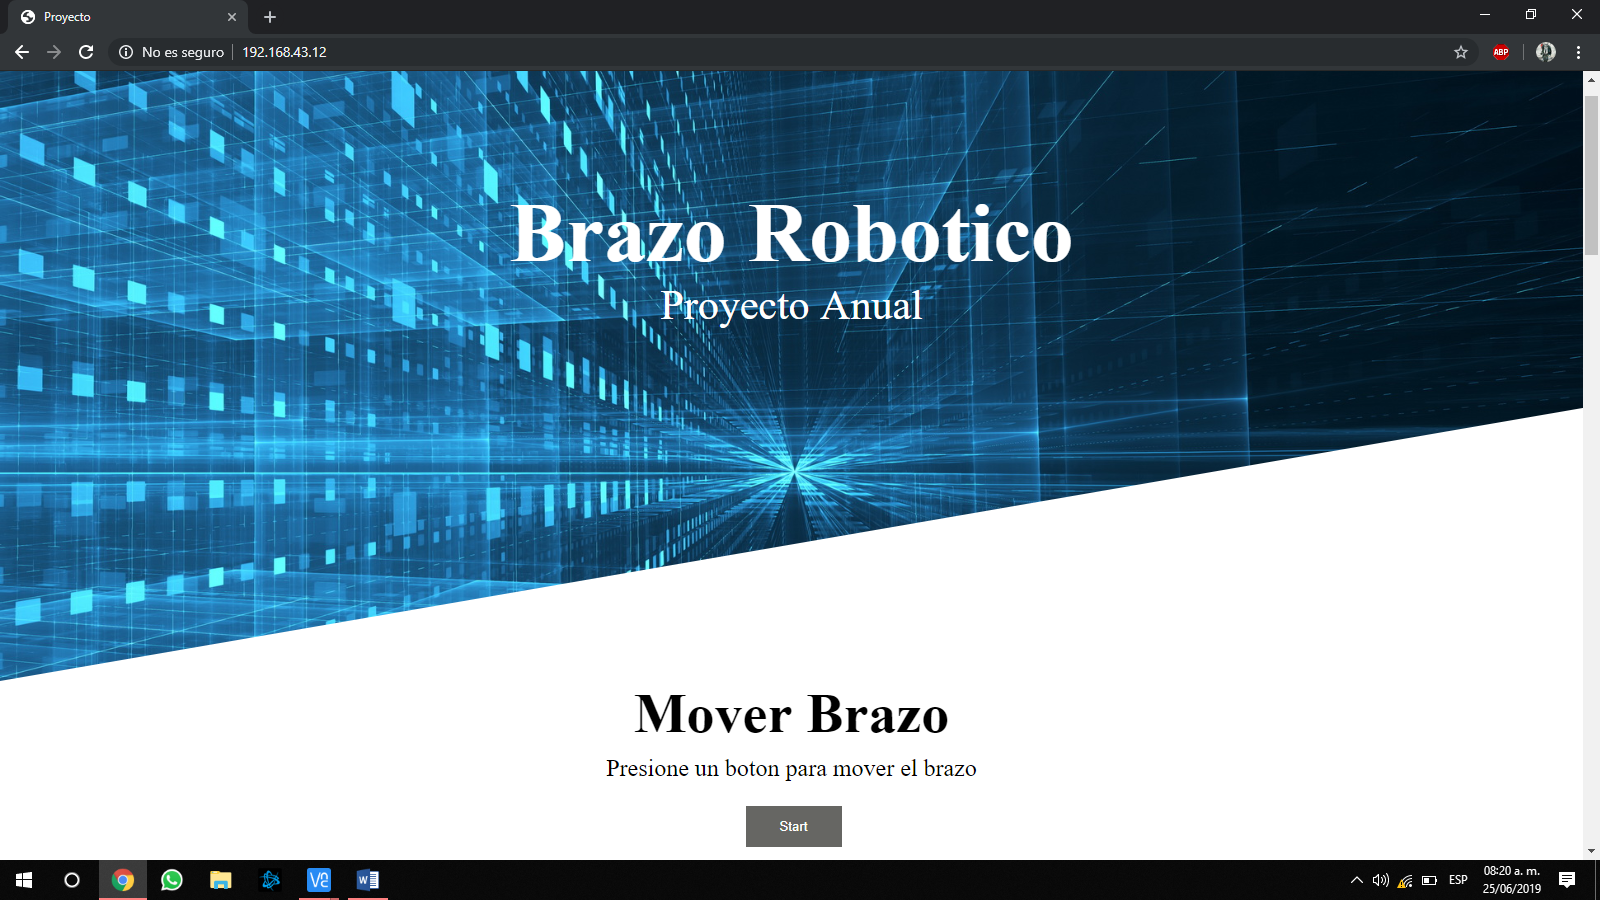 Proyecto
No es seguro
192.168.43.12
ABP
Brazo Robotico
Proyecto Anual
Mover Brazo
Presione un boton para mover el brazo
Start
ESP
08:20 a. m.
25/06/2019